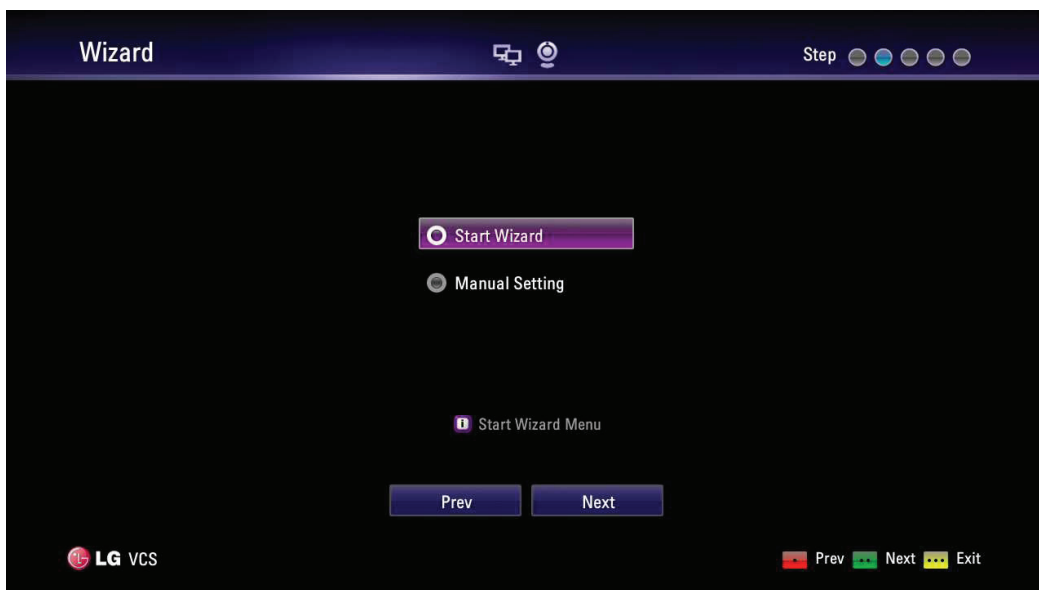 Wizard
Step
Start Wizard
Manual Setting
i Start Wizard Menu
Prev
Next
LG VCS
Prev Next Exit